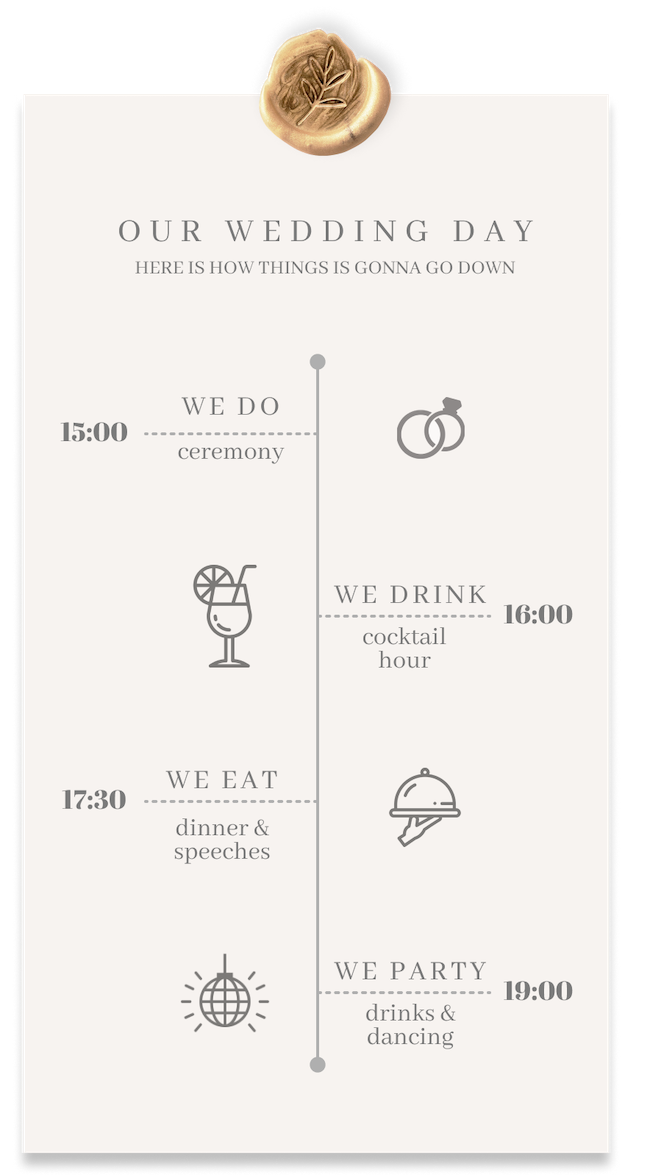 OUR WEDDING DAY
HERE IS HOW THINGS IS GONNA GO DOWN
WE DO
15:00
ceremony
WE DRINK
16:00
cocktail
hour
WE EAT
17:30
dinner &
speeches
WE PARTY
19:00
drinks &
dancing